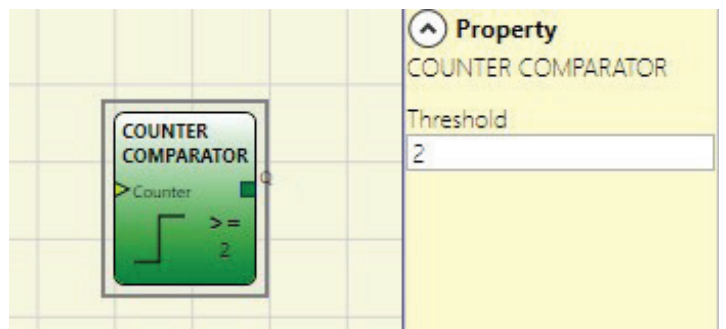 COUNTER
COMPARATOR
Counter
Q
>=
2
Property
COUNTER COMPARATOR
Threshold
2